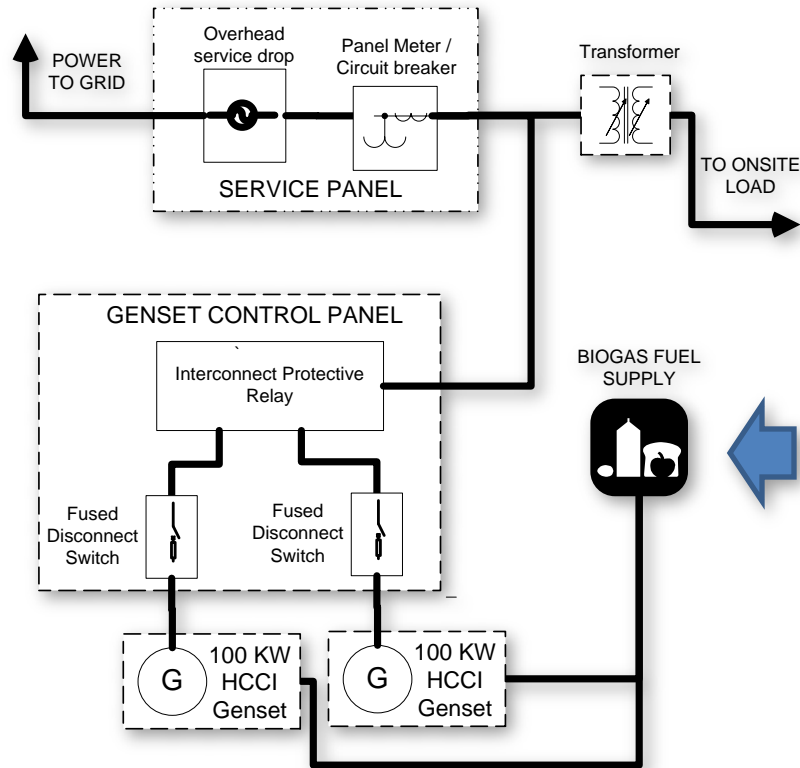 POWER
TO GRID
Overhead
service drop
Panel Meter /
Circuit breaker
SERVICE PANEL
Transformer
TO ONSITE
LOAD
GENSET CONTROL PANEL
`
Interconnect Protective
Relay
Fused
Disconnect
Switch
Fused
Disconnect
Switch
BIOGAS FUEL
SUPPLY
G
100 KW
HCCI
Genset
G
100 KW
HCCI
Genset